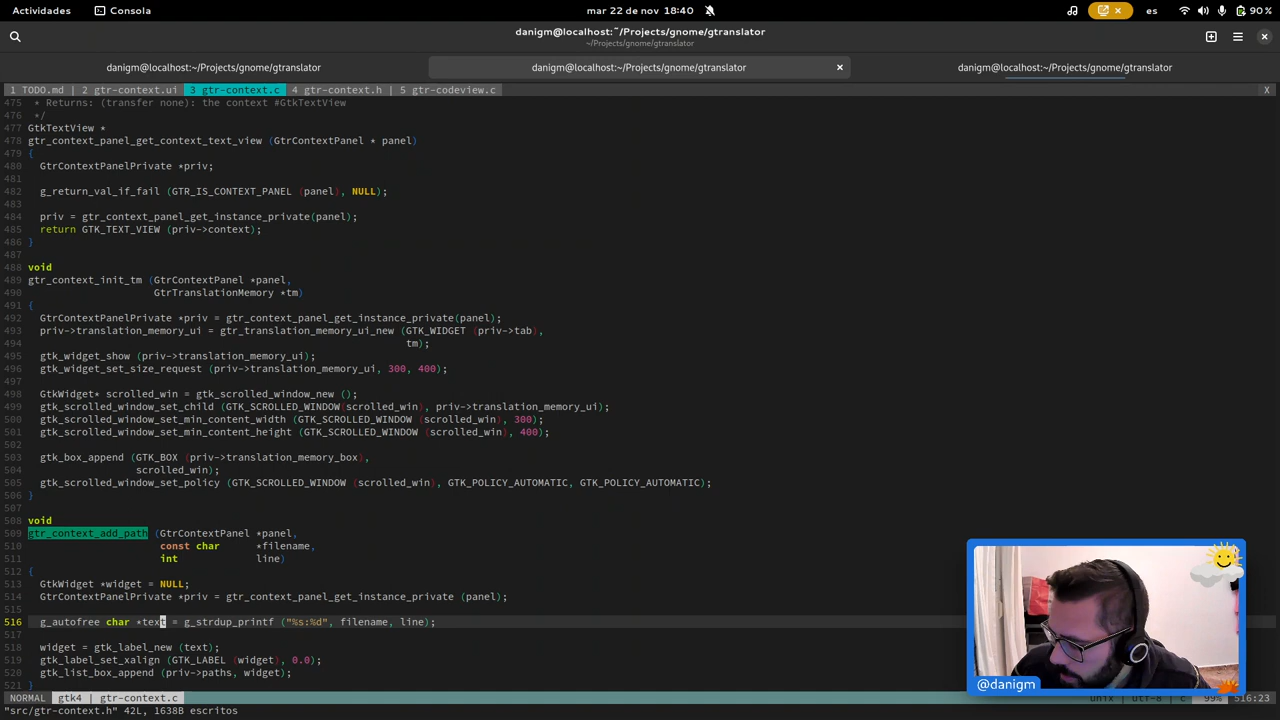 Actividades Consola mar 22 de nov 18:40 es 90 %
danigm@localhost:~/Projects/gnome/gtranslator
~/Projects/gnome/gtranslator
danigm@localhost:~/Projects/gnome/gtranslator danigm@localhost:~/Projects/gnome/gtranslator danigm@localhost:~/Projects/gnome/gtranslator
1 TODO.md | 2 gtr-context.ui 3 gtr-context.c 4 gtr-context.h | 5 gtr-codeview.c X
475 * Returns: (transfer none): the context #GtkTextView
476 */
477 GtkTextView *
478 gtr_context_panel_get_context_text_view (GtrContextPanel * panel)
479 {
480 GtrContextPanelPrivate *priv;
481
482 g_return_val_if_fail (GTR_IS_CONTEXT_PANEL (panel), NULL);
483
484 priv = gtr_context_panel_get_instance_private(panel);
485 return GTK_TEXT_VIEW (priv->context);
486 }
487
488 void
489 gtr_context_init_tm (GtrContextPanel *panel,
490 GtrTranslationMemory *tm)
491 {
492 GtrContextPanelPrivate *priv = gtr_context_panel_get_instance_private(panel);
493 priv->translation_memory_ui = gtr_translation_memory_ui_new (GTK_WIDGET (priv->tab),
494 tm);
495 gtk_widget_show (priv->translation_memory_ui);
496 gtk_widget_set_size_request (priv->translation_memory_ui, 300, 400);
497
498 GtkWidget* scrolled_win = gtk_scrolled_window_new ();
499 gtk_scrolled_window_set_child (GTK_SCROLLED_WINDOW(scrolled_win), priv->translation_memory_ui);
500 gtk_scrolled_window_set_min_content_width (GTK_SCROLLED_WINDOW (scrolled_win), 300);
501 gtk_scrolled_window_set_min_content_height (GTK_SCROLLED_WINDOW (scrolled_win), 400);
502
503 gtk_box_append (GTK_BOX (priv->translation_memory_box),
504 scrolled_win);
505 gtk_scrolled_window_set_policy (GTK_SCROLLED_WINDOW (scrolled_win), GTK_POLICY_AUTOMATIC, GTK_POLICY_AUTOMATIC);
506 }
507
508 void
509 gtr_context_add_path (GtrContextPanel *panel,
510 const char *filename,
511 int line)
512 {
513 GtkWidget *widget = NULL;
514 GtrContextPanelPrivate *priv = gtr_context_panel_get_instance_private (panel);
515
516 g_autofree char *text = g_strdup_printf ("%s:%d", filename, line);
517
518 widget = gtk_label_new (text);
519 gtk_label_set_xalign (GTK_LABEL (widget), 0.0);
520 gtk_list_box_append (priv->paths, widget);
521 }
@danigm
NORMAL gtk4 | gtr-context.c unix | utf-8 | c 99% 516:23
"src/gtr-context.h" 42L, 1638B escritos